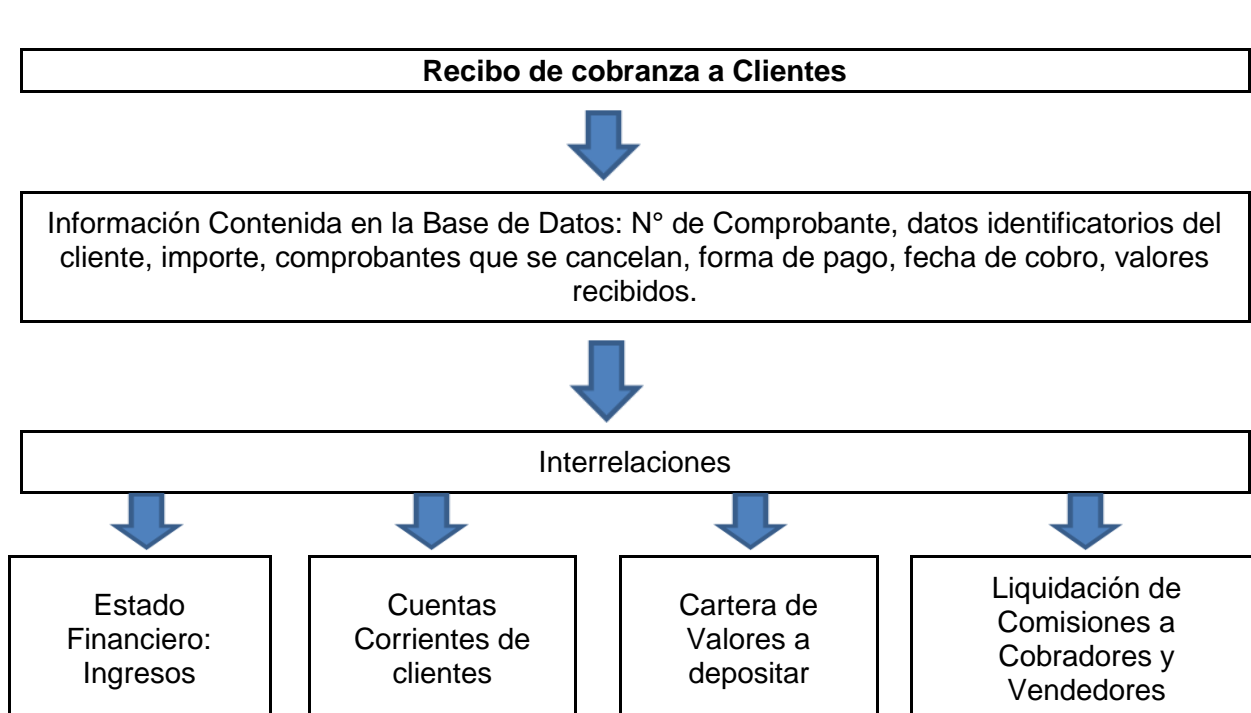 Recibo de cobranza a Clientes
Información Contenida en la Base de Datos: N° de Comprobante, datos identificatorios del
cliente, importe, comprobantes que se cancelan, forma de pago, fecha de cobro, valores
recibidos.
Interrelaciones
Estado
Financiero:
Ingresos
Cuentas
Corrientes de
clientes
Cartera de
Valores a
depositar
Liquidación de
Comisiones a
Cobradores y
Vendedores